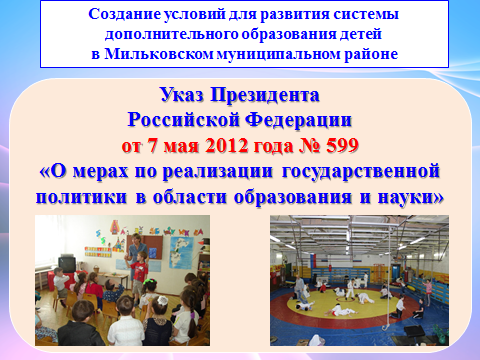 Создание условий для развития системы
дополнительного образования детей
в Мильковском муниципальном районе
Указ Президента
Российской Федерации
от 7 мая 2012 года № 599
«О мерах по реализации государственной
политики в области образования и науки»